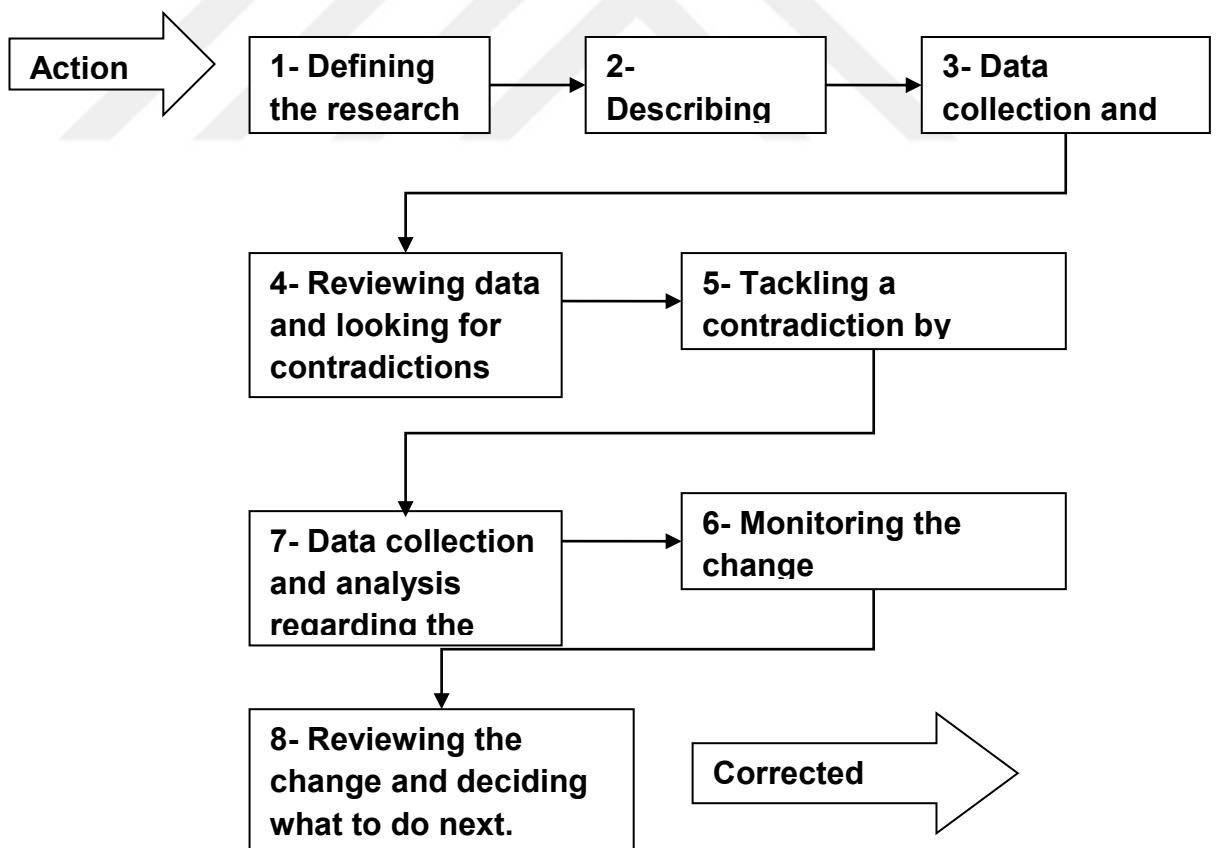 Action
1- Defining
the research
2-
Describing
3- Data
collection and
4- Reviewing data
and looking for
contradictions
5- Tackling a
contradiction by
7- Data collection
and analysis
regarding the
6- Monitoring the
change
8- Reviewing the
change and deciding
what to do next.
Corrected